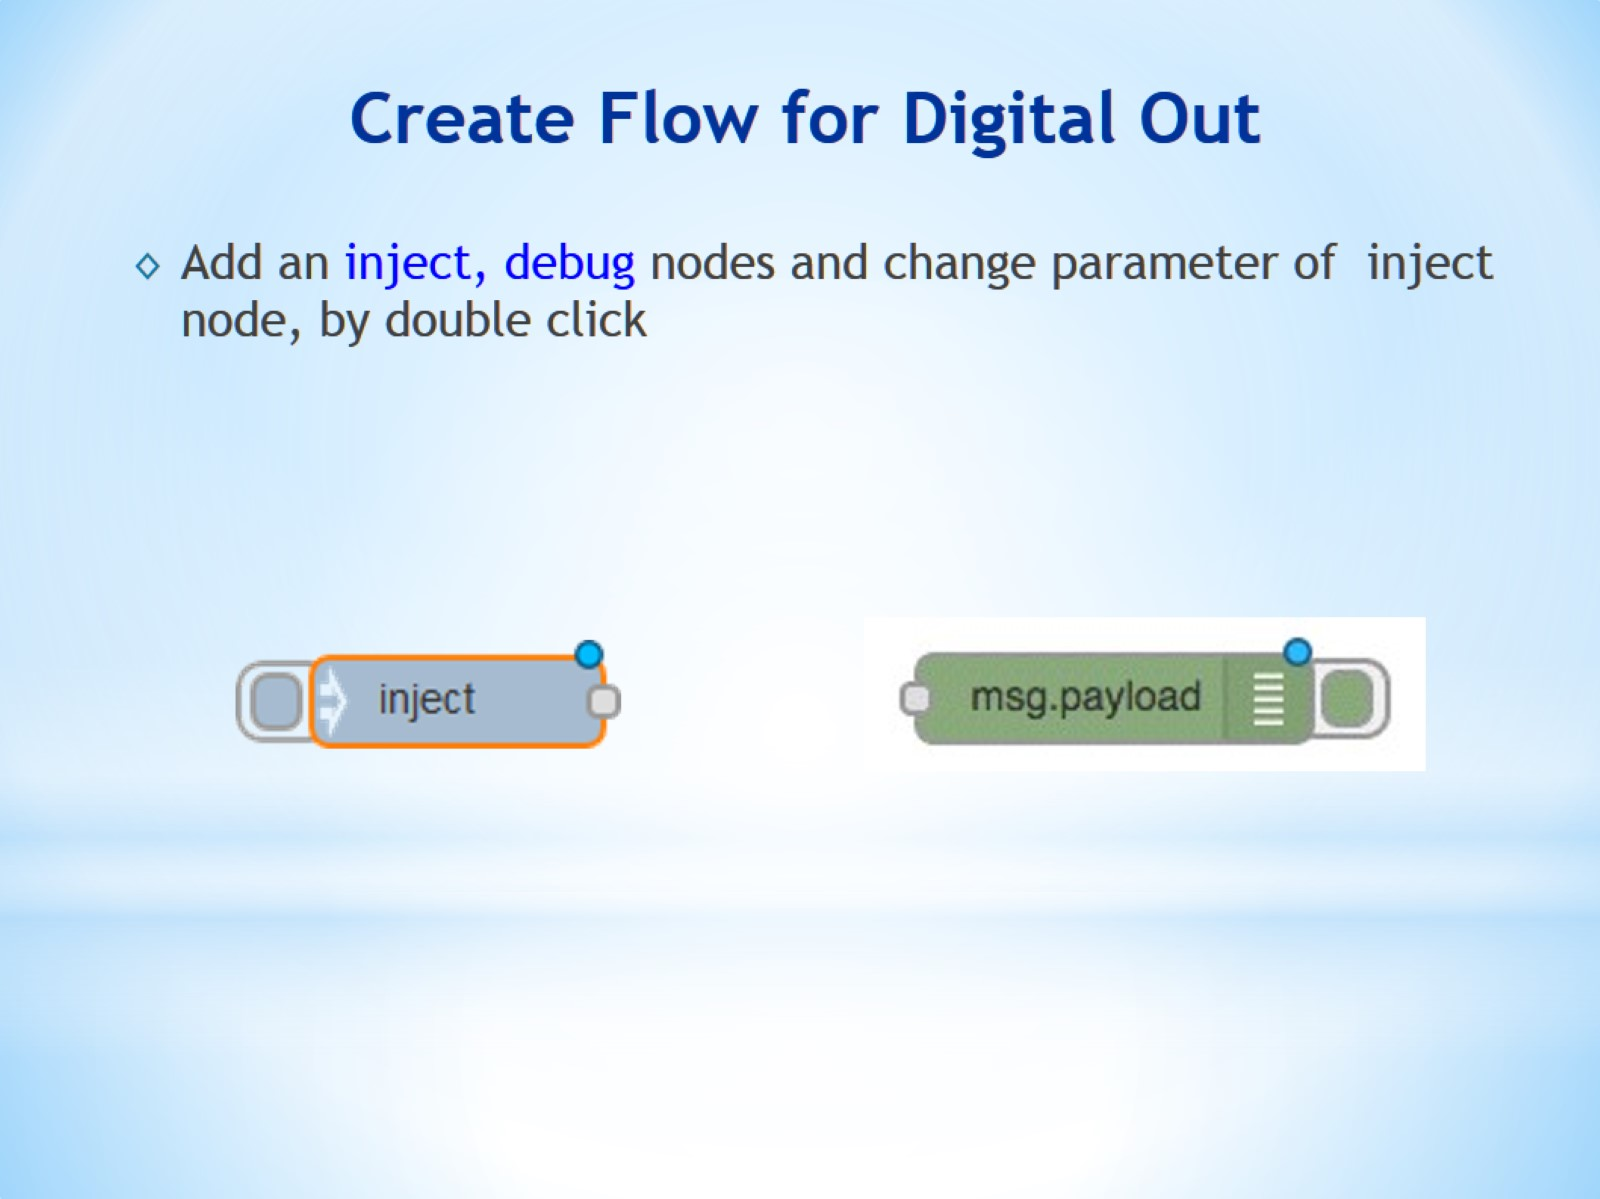 Create Flow for Digital Out
Add an inject, debug nodes and change parameter of inject
node, by double click
inject
msg.payload